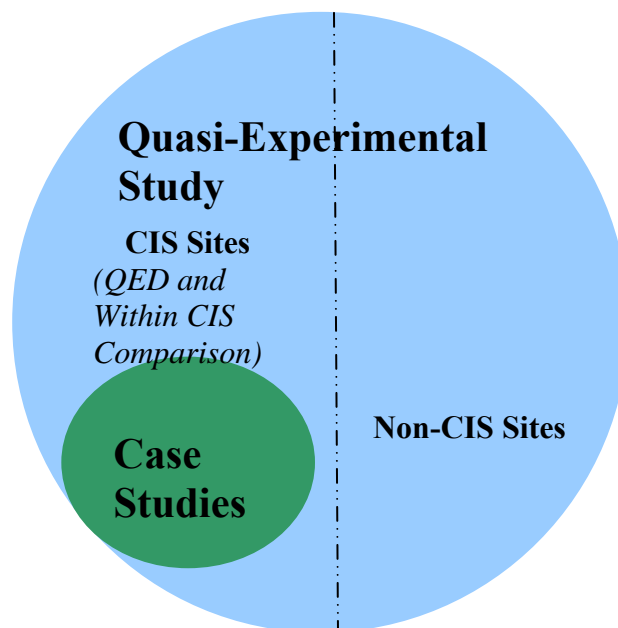 Quasi-Experimental
Study
CIS Sites
(QED and
Within CIS
Comparison)
Non-CIS Sites
Case
Studies